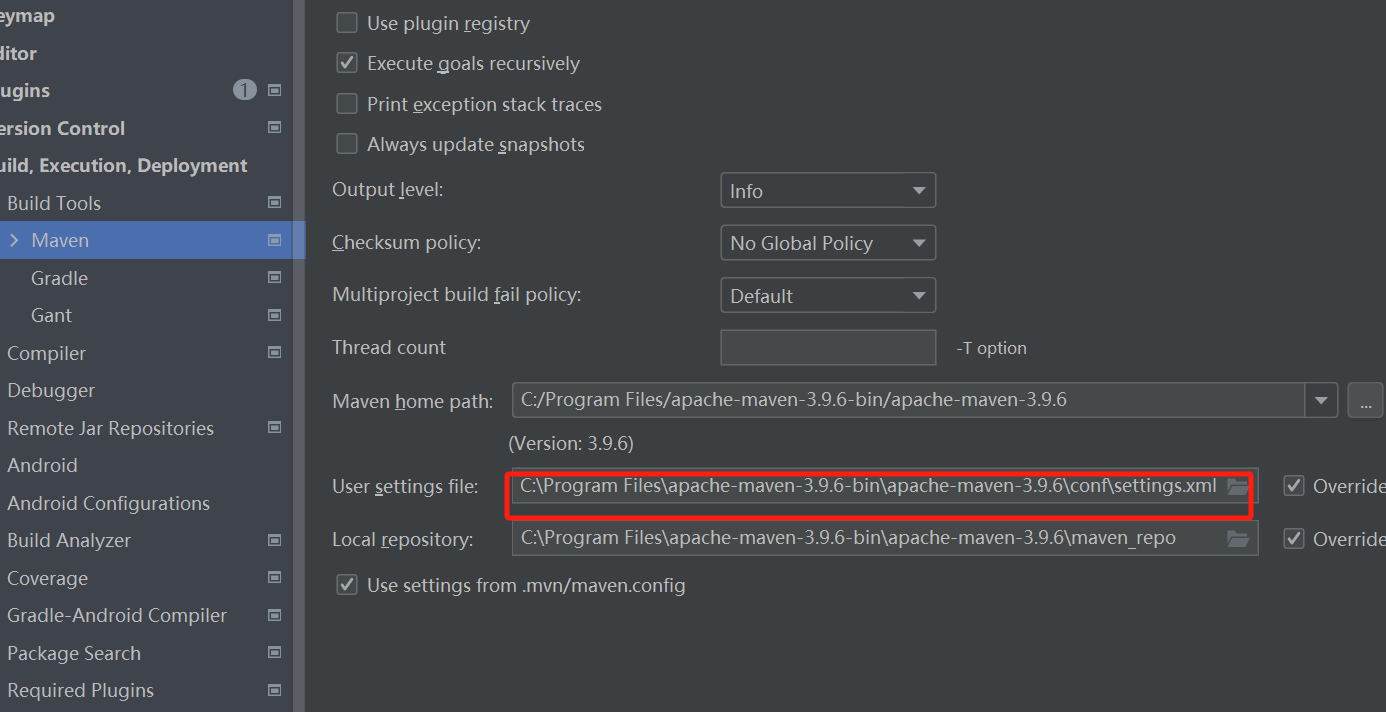 eymap
ditor
ugins 1
ersion Control
uild, Execution, Deployment
Build Tools
Maven
Gradle
Gant
Compiler
Debugger
Remote Jar Repositories
Android
Android Configurations
Build Analyzer
Coverage
Gradle-Android Compiler
Package Search
Required Plugins
Use plugin registry
Execute goals recursively
Print exception stack traces
Always update snapshots
Output level: Info
Checksum policy: No Global Policy
Multiproject build fail policy: Default
Thread count -T option
Maven home path: C:/Program Files/apache-maven-3.9.6-bin/apache-maven-3.9.6 ...
(Version: 3.9.6)
User settings file: C:\Program Files\apache-maven-3.9.6-bin\apache-maven-3.9.6\conf\settings.xml Override
Local repository: C:\Program Files\apache-maven-3.9.6-bin\apache-maven-3.9.6\maven_repo Override
Use settings from .mvn/maven.config